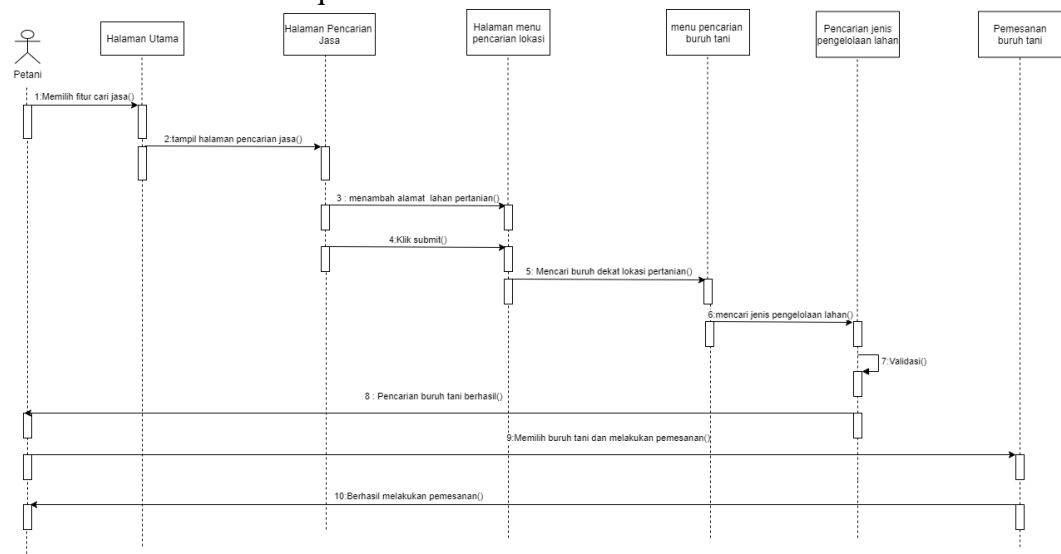 Halaman Utama
Halaman Pencarian
Jasa
Halaman menu
pencarian lokasi
menu pencarian
buruh tani
Pencarian jenis
pengelolaan lahan
Pemesanan
buruh tani
Petani
1:Memilih fitur cari jasa()
2:tampil halaman pencarian jasa()
3 : menambah alamat lahan pertanian()
4:Klik submit()
5: Mencari buruh dekat lokasi pertanian()
6:mencari jenis pengelolaan lahan()
7:Validasi()
8 : Pencarian buruh tani berhasil()
9:Memilih buruh tani dan melakukan pemesanan()
10:Berhasil melakukan pemesanan()